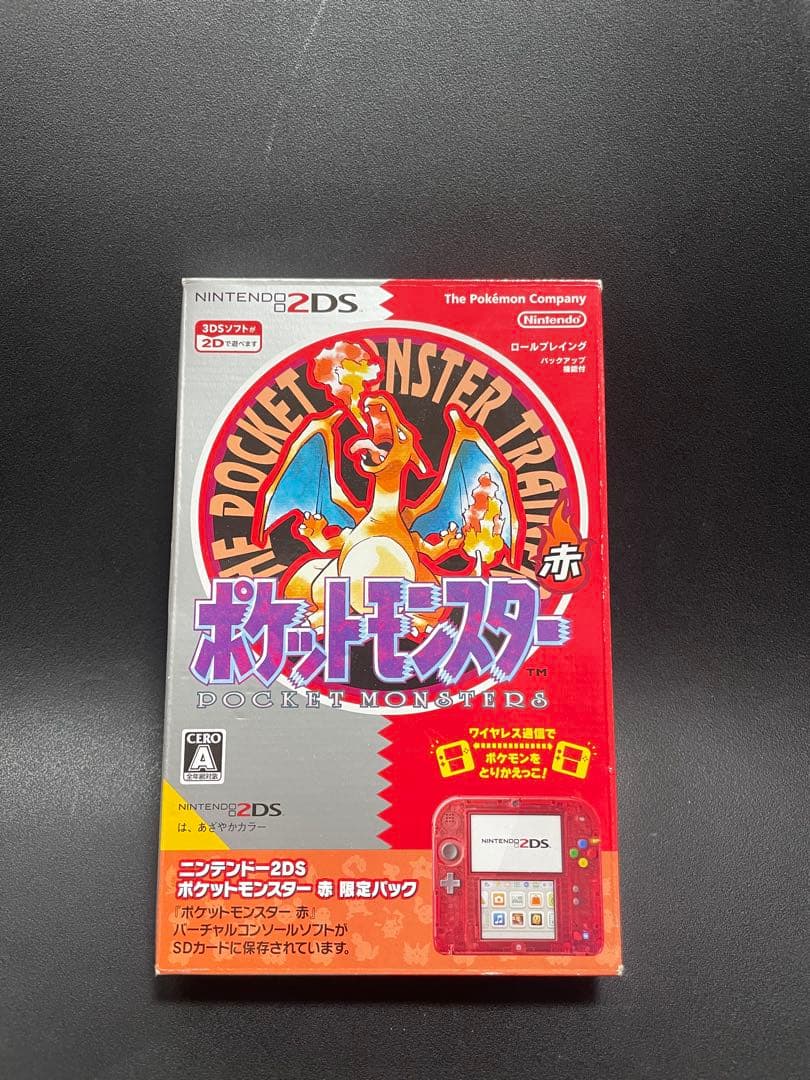 NINTENDO 2DS™
The Pokémon Company
Nintendo
3DSソフトが
2Dで遊べます
ロールプレイング
バックアップ
機能付
THE POCKET MONSTER TRAINE
赤
ポケットモンスター™
POCKET MONSTERS
CERO
A
全年齢対象
ワイヤレス通信で
ポケモンを
とりかえっこ!
NINTENDO 2DS™
は、あざやかカラー
NINTENDO 2DS™
ニンテンドー2DS
ポケットモンスター 赤 限定パック
『ポケットモンスター 赤』
バーチャルコンソールソフトが
SDカードに保存されています。